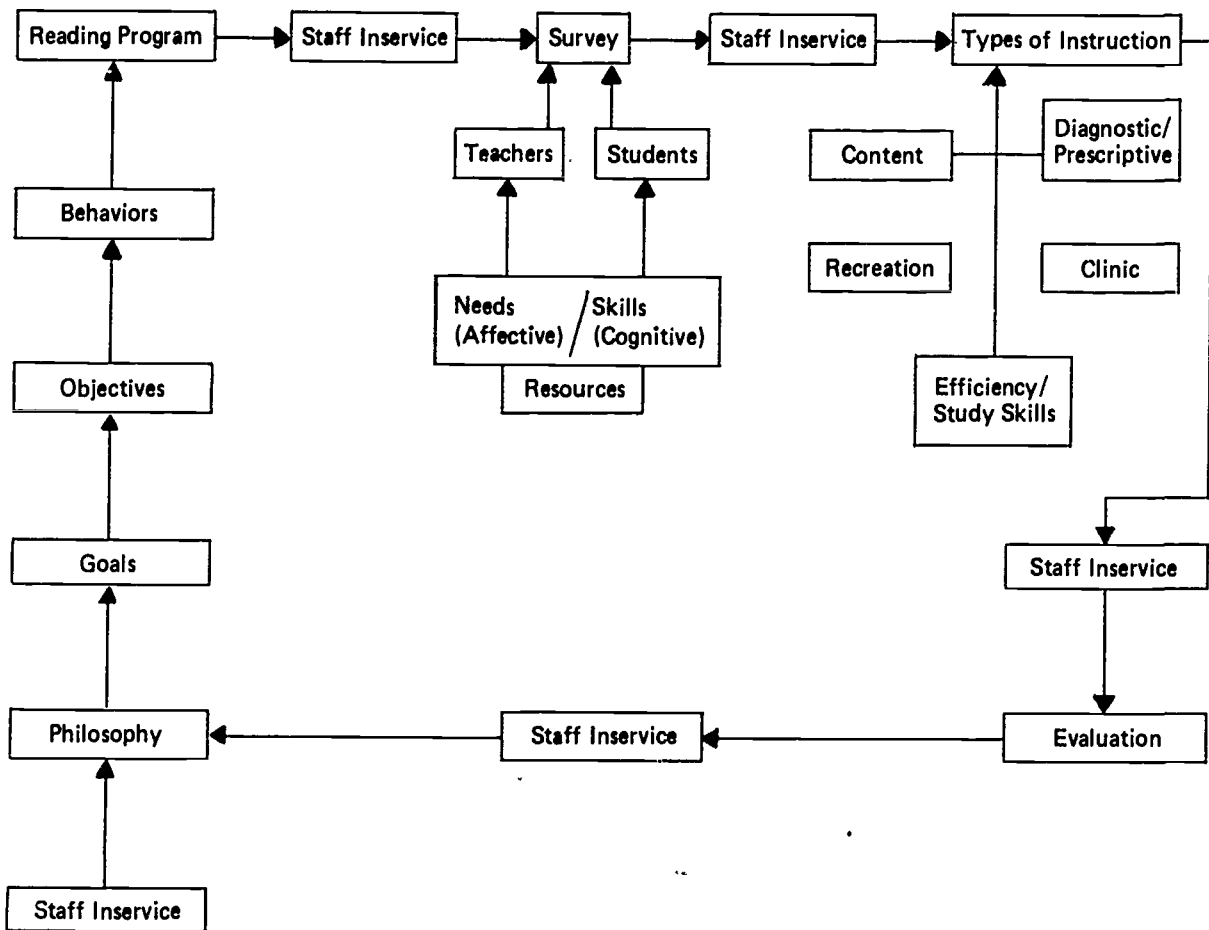 Reading Program
Staff Inservice
Survey
Staff Inservice
Types of Instruction
Teachers
Students
Content
Diagnostic/
Prescriptive
Behaviors
Recreation
Clinic
Needs / Skills
(Affective) (Cognitive)
Resources
Objectives
Efficiency/
Study Skills
Goals
Staff Inservice
Philosophy
Staff Inservice
Evaluation
Staff Inservice